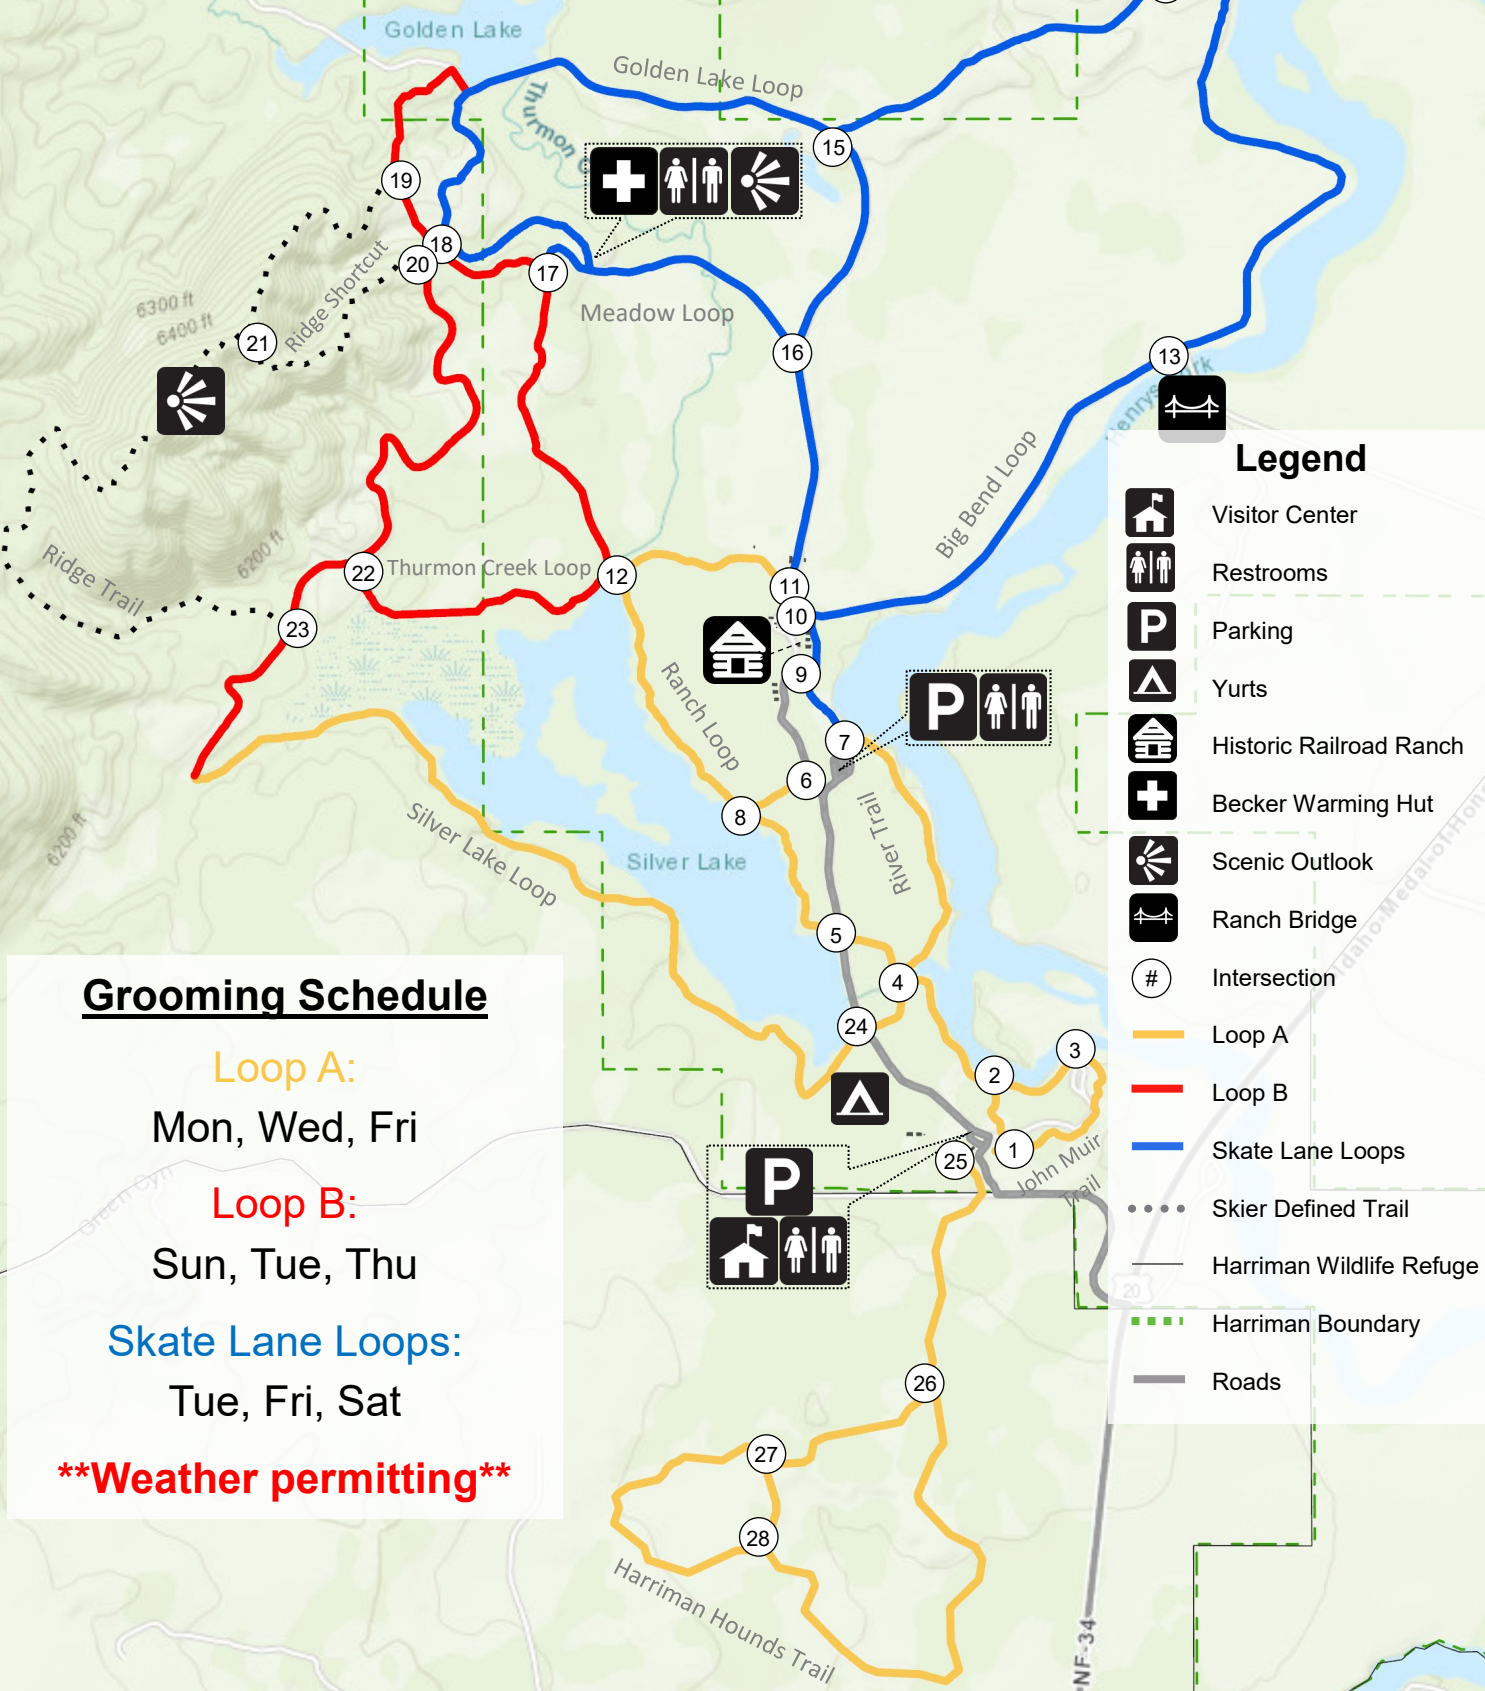 Golden Lake
Golden Lake Loop
Thurmon
15
19
18
20
17
Ridge Shortcut
6300 ft
6400 ft
21
Meadow Loop
16
13
Henrys Fork
Big Bend Loop
Ridge Trail
6200 ft
22
Thurmon Creek Loop
12
11
10
23
9
Ranch Loop
P
7
6
8
River Trail
6200 ft
Silver Lake Loop
Silver Lake
5
4
24
3
2
1
25
John Muir
Trail
P
Green Cyn
20
26
27
28
Harriman Hounds Trail
NF-34
Legend
Visitor Center
Restrooms
P Parking
Yurts
Historic Railroad Ranch
Becker Warming Hut
Scenic Outlook
Ranch Bridge
# Intersection
Loop A
Loop B
Skate Lane Loops
Skier Defined Trail
Harriman Wildlife Refuge
Harriman Boundary
Roads
Grooming Schedule
Loop A:
Mon, Wed, Fri
Loop B:
Sun, Tue, Thu
Skate Lane Loops:
Tue, Fri, Sat
**Weather permitting**